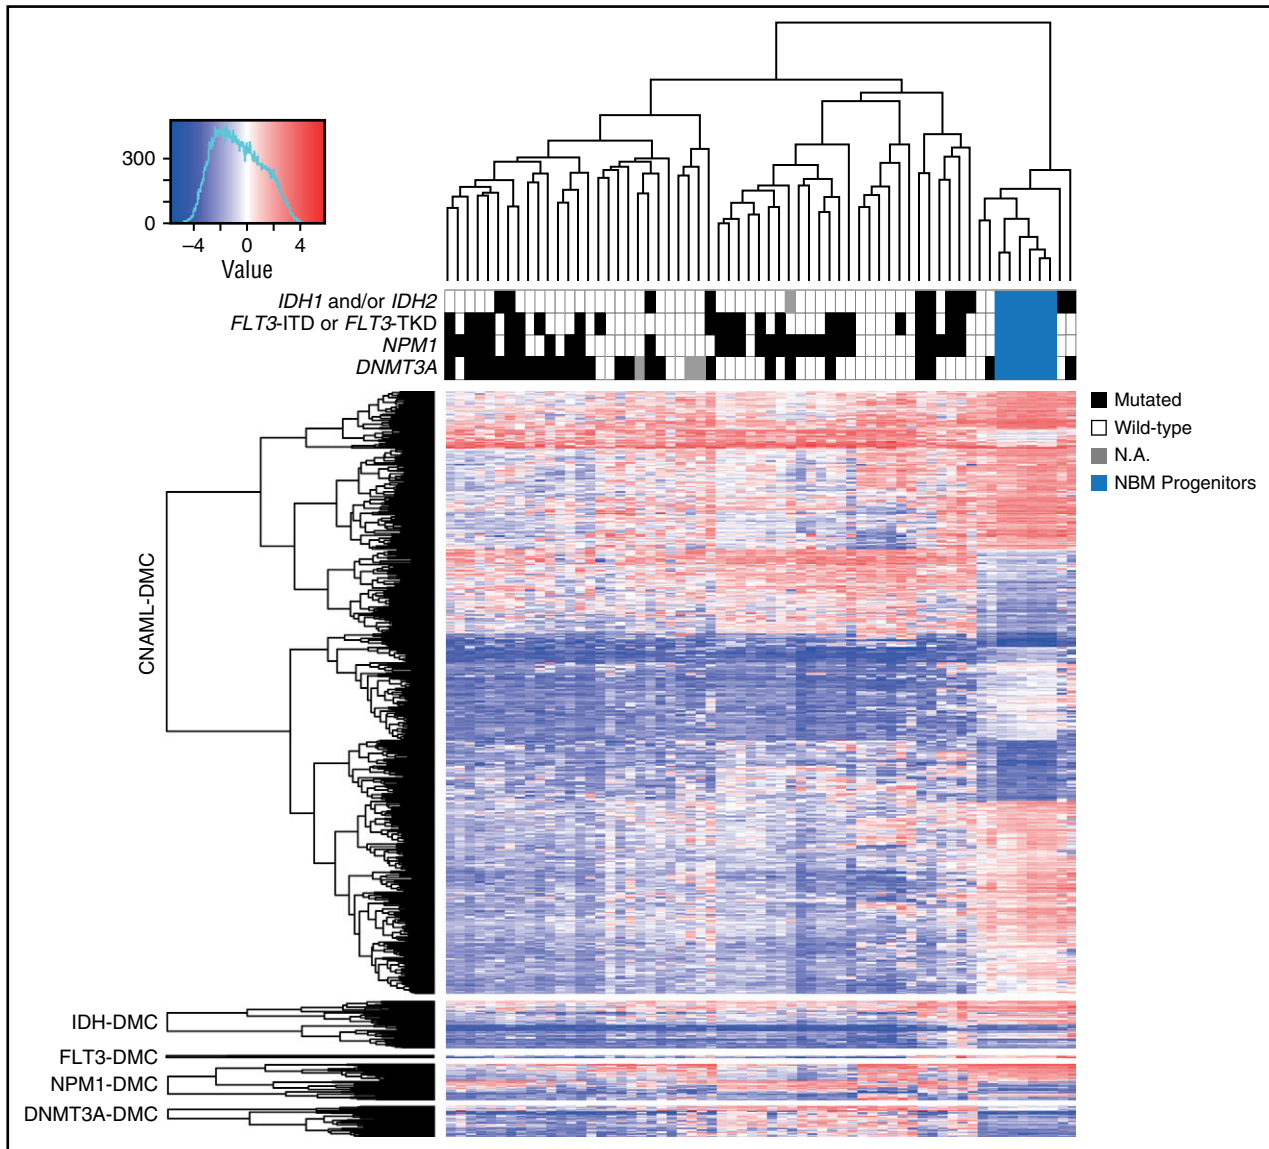 300
0
–4 0 4
Value
IDH1 and/or IDH2
FLT3-ITD or FLT3-TKD
NPM1
DNMT3A
Mutated
Wild-type
N.A.
NBM Progenitors
CNAML-DMC
IDH-DMC
FLT3-DMC
NPM1-DMC
DNMT3A-DMC